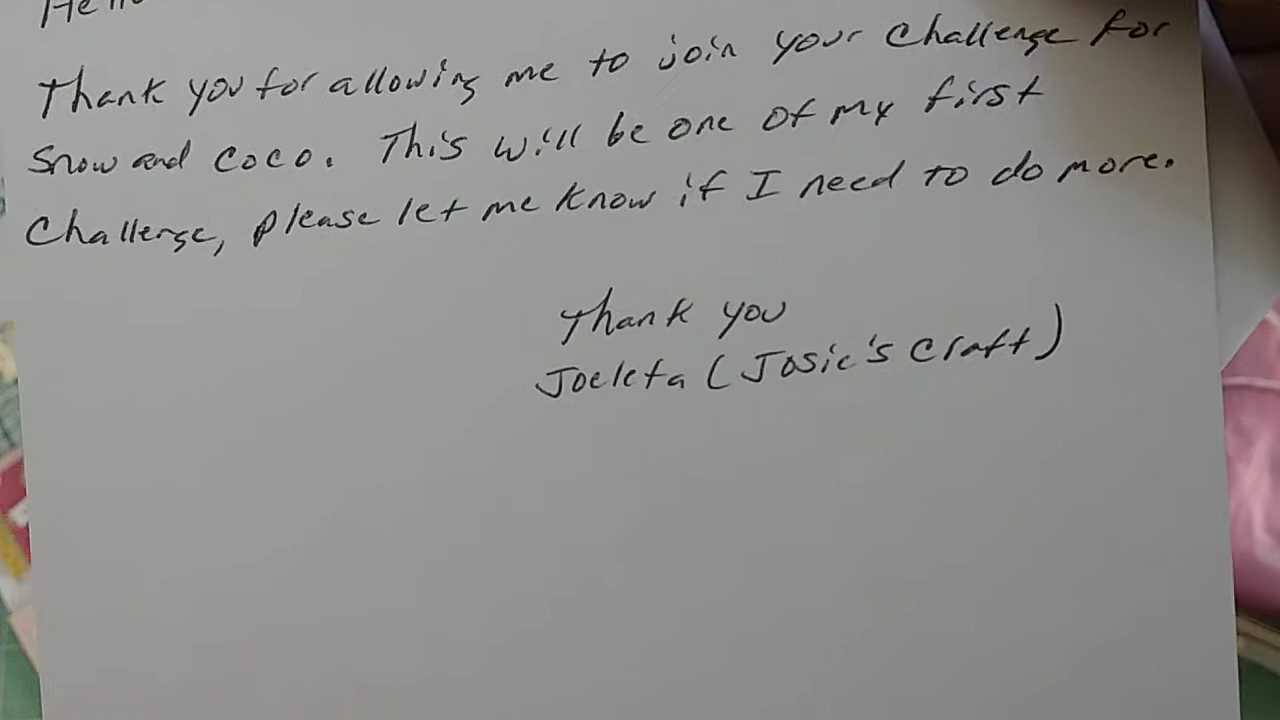 Hello
Thank you for allowing me to join your challenge for
Snow and Coco. This will be one of my first
Challenge, please let me know if I need to do more.
Thank you
Joeleta (Josie's Craft)